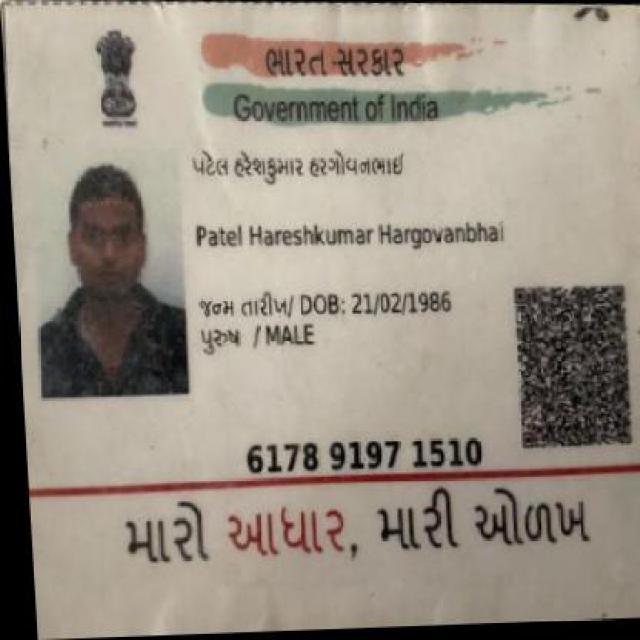 ભારત સરકાર
Government of India
પટેલ હરેશકુમાર હરગોવનભાઈ
Patel Hareshkumar Hargovanbhai
જન્મ તારીખ/ DOB: 21/02/1986
પુરુષ / MALE
6178 9197 1510
મારો આધાર, મારી ઓળખ